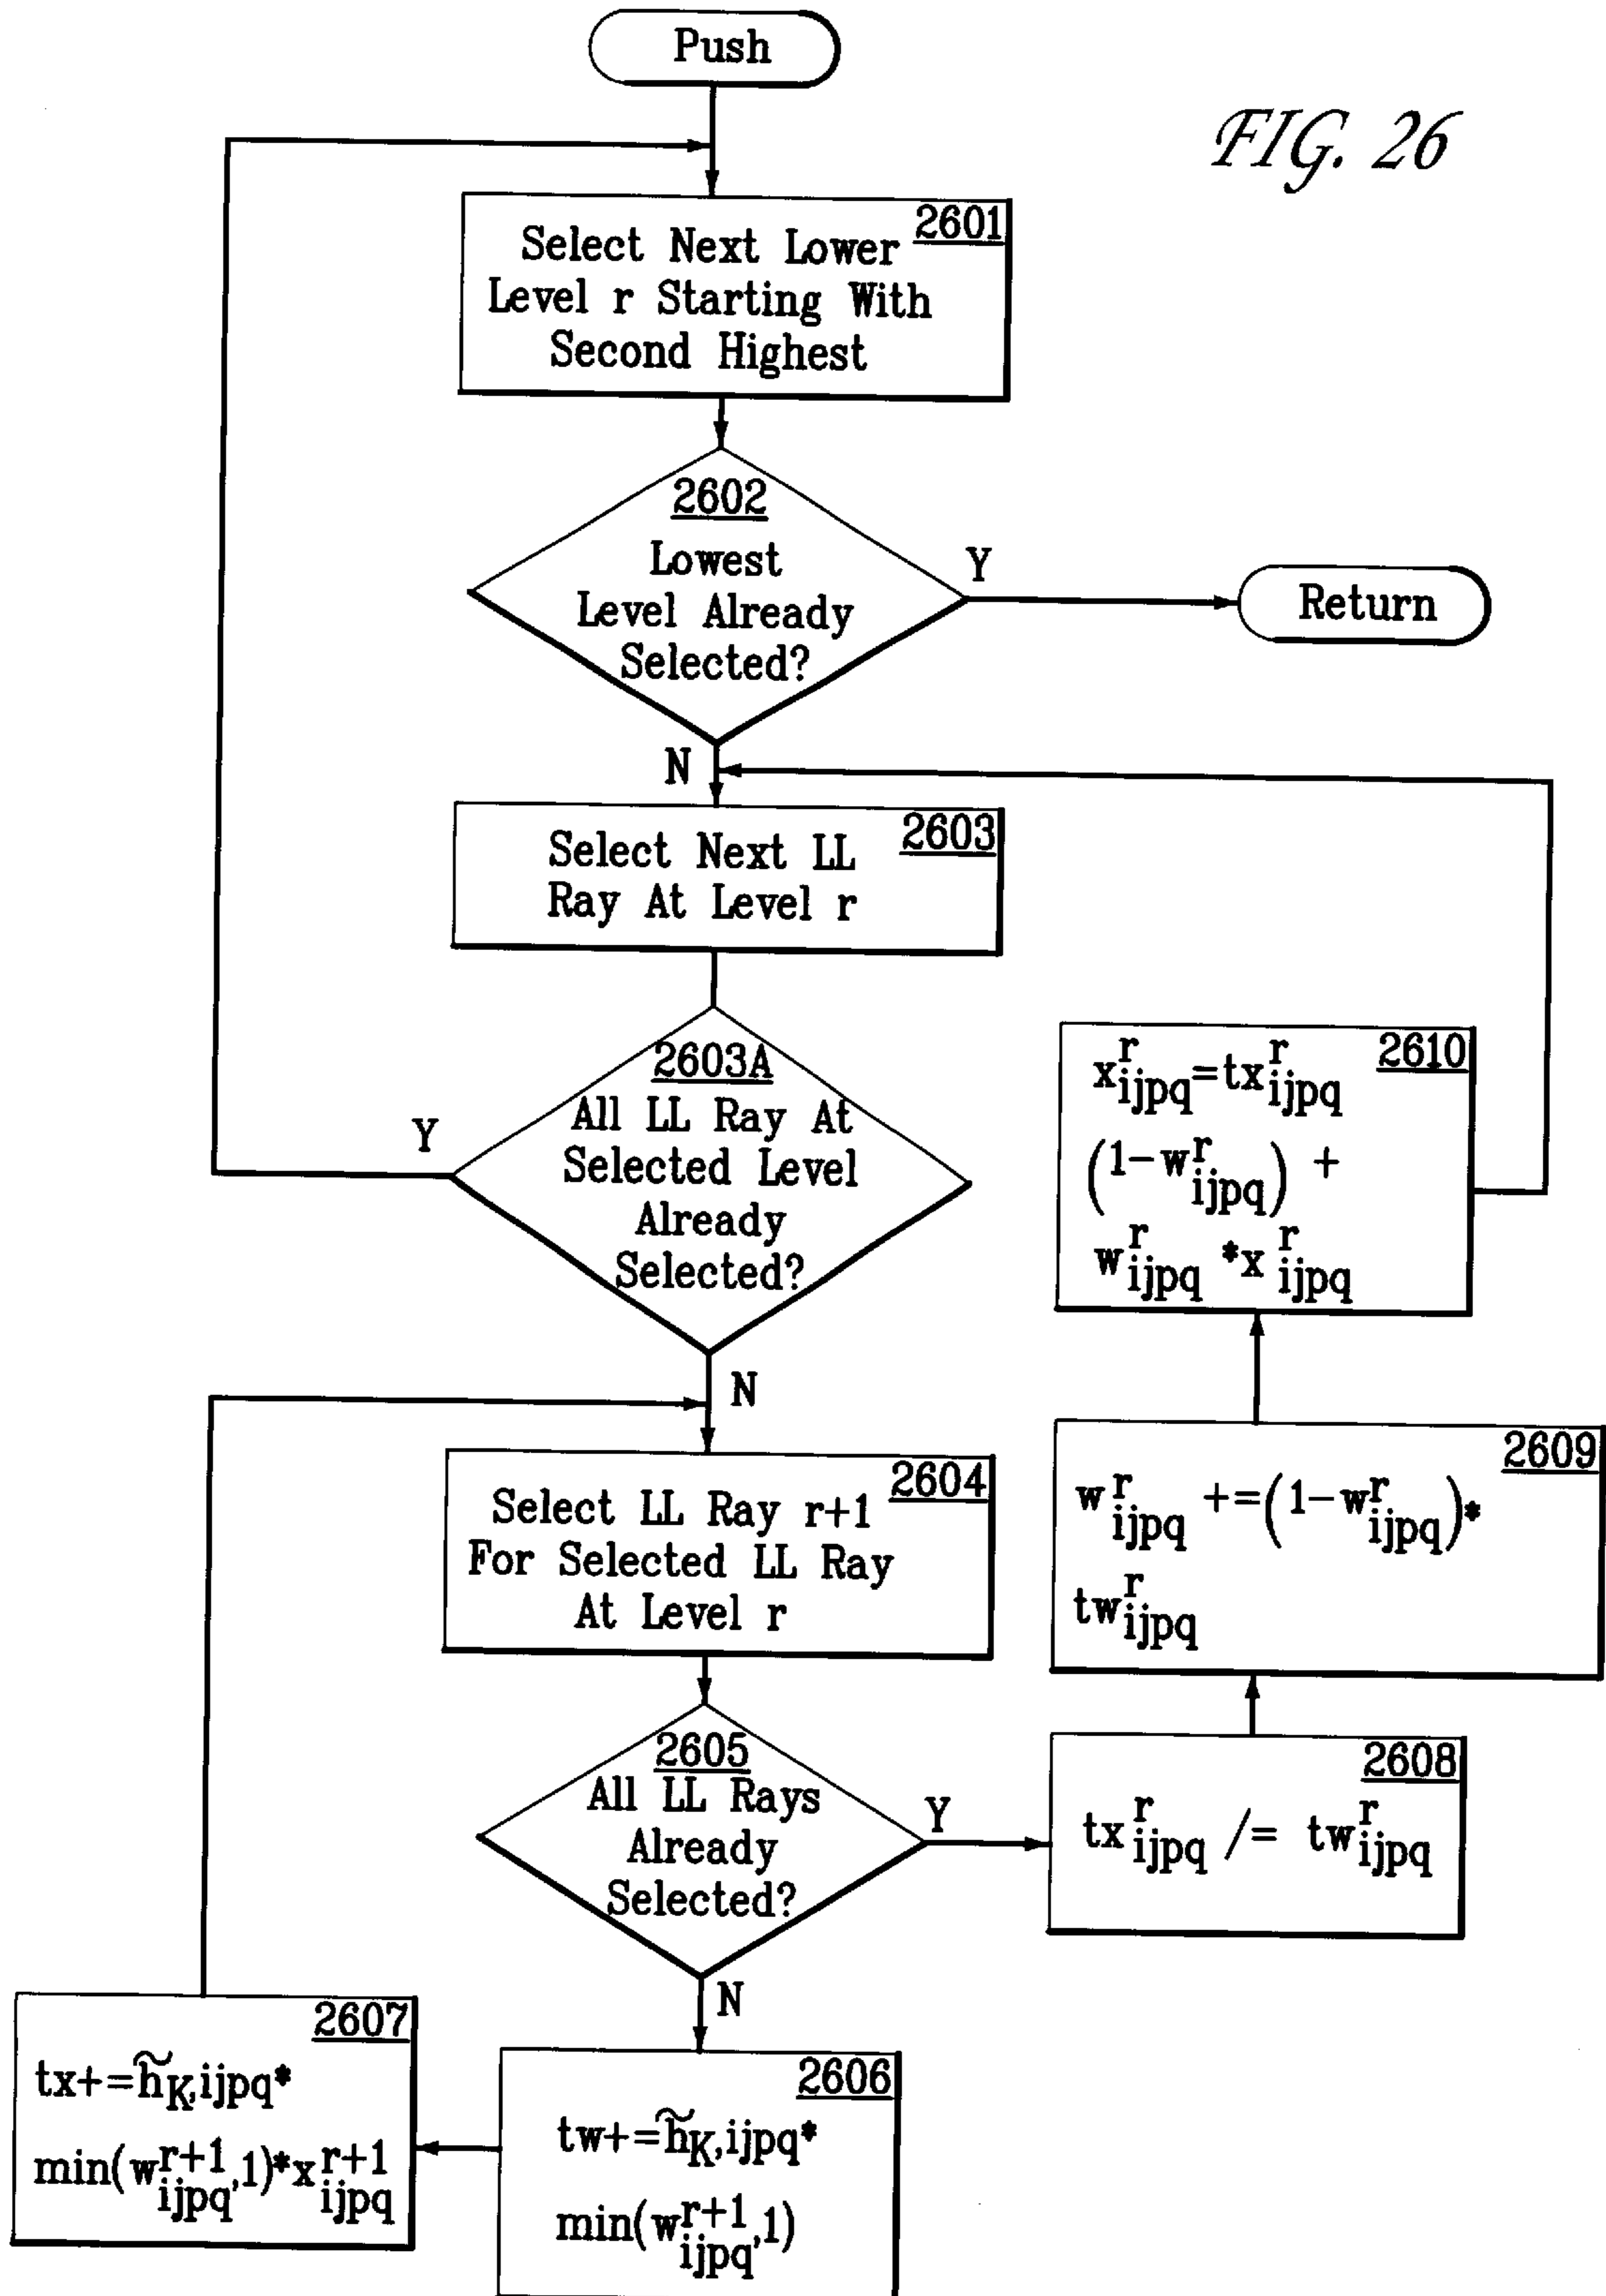 Push
FIG. 26
2601
Select Next Lower
Level r Starting With
Second Highest
2602
Lowest
Level Already
Selected?
Y
Return
N
2603
Select Next LL
Ray At Level r
2603A
All LL Ray At
Selected Level
Already
Selected?
Y
N
2610
x^r_ijpq=tx^r_ijpq
(1-w^r_ijpq) +
w^r_ijpq *x^r_ijpq
2604
Select LL Ray r+1
For Selected LL Ray
At Level r
2609
w^r_ijpq +=(1-w^r_ijpq)*
tw^r_ijpq
2605
All LL Rays
Already
Selected?
Y
N
2608
tx^r_ijpq /= tw^r_ijpq
2607
tx+=h̃K,ijpq*
min(w^r+1_ijpq,1)*x^r+1_ijpq
2606
tw+=h̃K,ijpq*
min(w^r+1_ijpq,1)